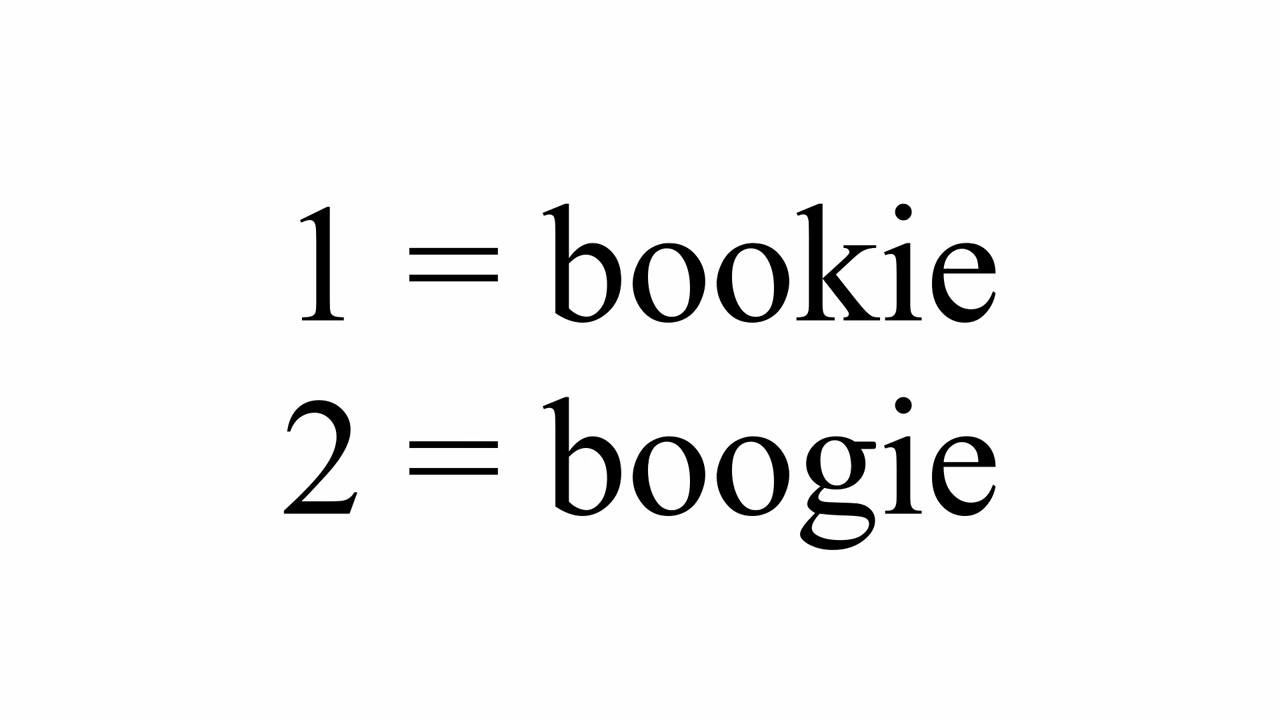 1 = bookie
2 = boogie